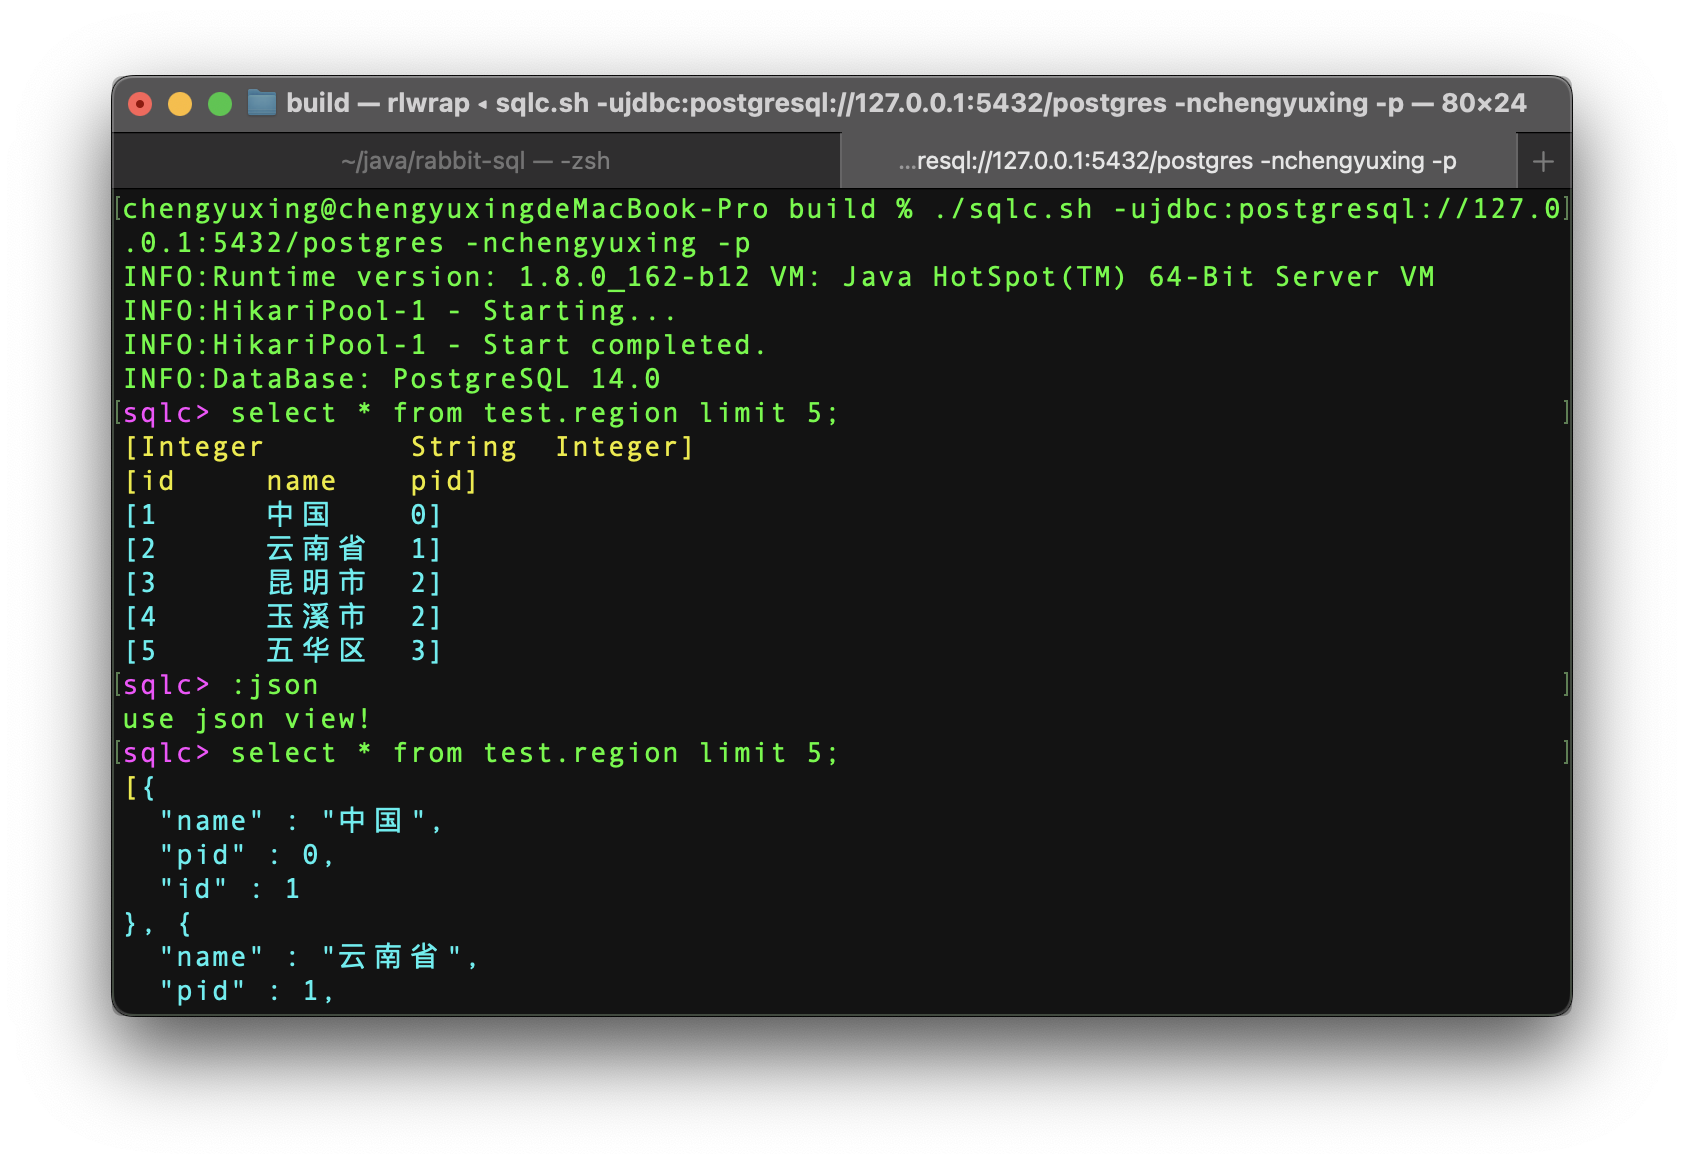 build — rlwrap ◂ sqlc.sh -ujdbc:postgresql://127.0.0.1:5432/postgres -nchengyuxing -p — 80×24
~/java/rabbit-sql — -zsh
...resql://127.0.0.1:5432/postgres -nchengyuxing -p
[chengyuxing@chengyuxingdeMacBook-Pro build % ./sqlc.sh -ujdbc:postgresql://127.0]
.0.1:5432/postgres -nchengyuxing -p
INFO:Runtime version: 1.8.0_162-b12 VM: Java HotSpot(TM) 64-Bit Server VM
INFO:HikariPool-1 - Starting...
INFO:HikariPool-1 - Start completed.
INFO:DataBase: PostgreSQL 14.0
[sqlc> select * from test.region limit 5; ]
[Integer        String  Integer]
[id     name    pid]
[1      中国    0]
[2      云南省  1]
[3      昆明市  2]
[4      玉溪市  2]
[5      五华区  3]
[sqlc> :json ]
use json view!
[sqlc> select * from test.region limit 5; ]
[{
  "name" : "中国",
  "pid" : 0,
  "id" : 1
}, {
  "name" : "云南省",
  "pid" : 1,